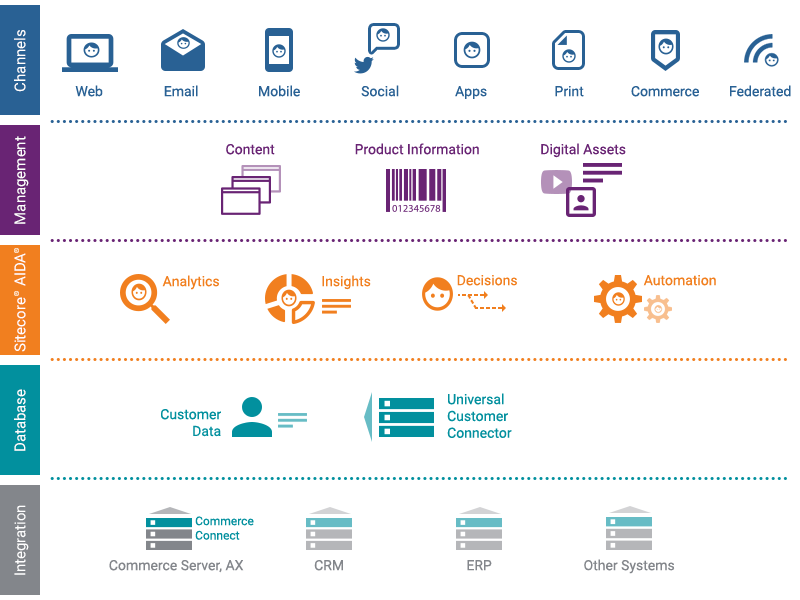 Channels
Web
Email
Mobile
Social
Apps
Print
Commerce
Federated
Management
Content
Product Information
Digital Assets
012345678
Sitecore® AIDA®
Analytics
Insights
Decisions
Automation
Database
Customer
Data
Universal
Customer
Connector
Integration
Commerce
Connect
Commerce Server, AX
CRM
ERP
Other Systems